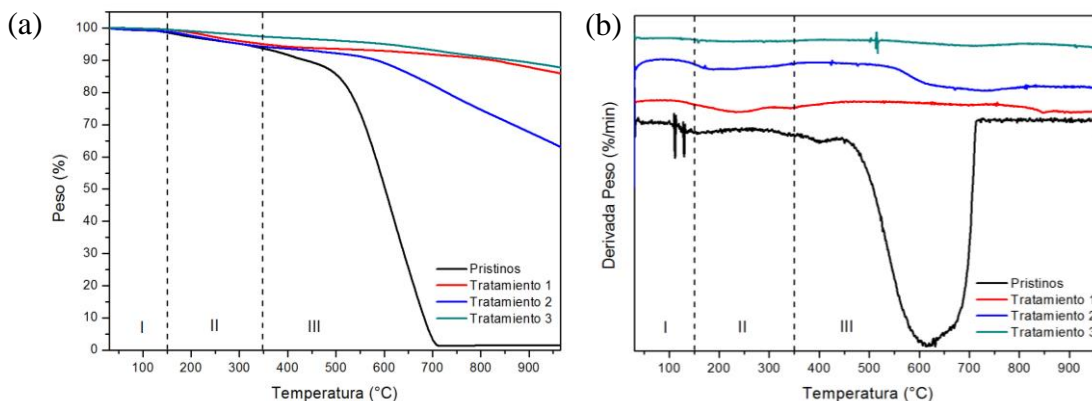 (a)
Peso (%)
100
90
80
70
60
50
40
30
20
10
0
I
II
III
Pristinos
Tratamiento 1
Tratamiento 2
Tratamiento 3
100 200 300 400 500 600 700 800 900
Temperatura (°C)
(b)
Derivada Peso (%/min)
I
II
III
Pristinos
Tratamiento 1
Tratamiento 2
Tratamiento 3
100 200 300 400 500 600 700 800 900
Temperatura (°C)